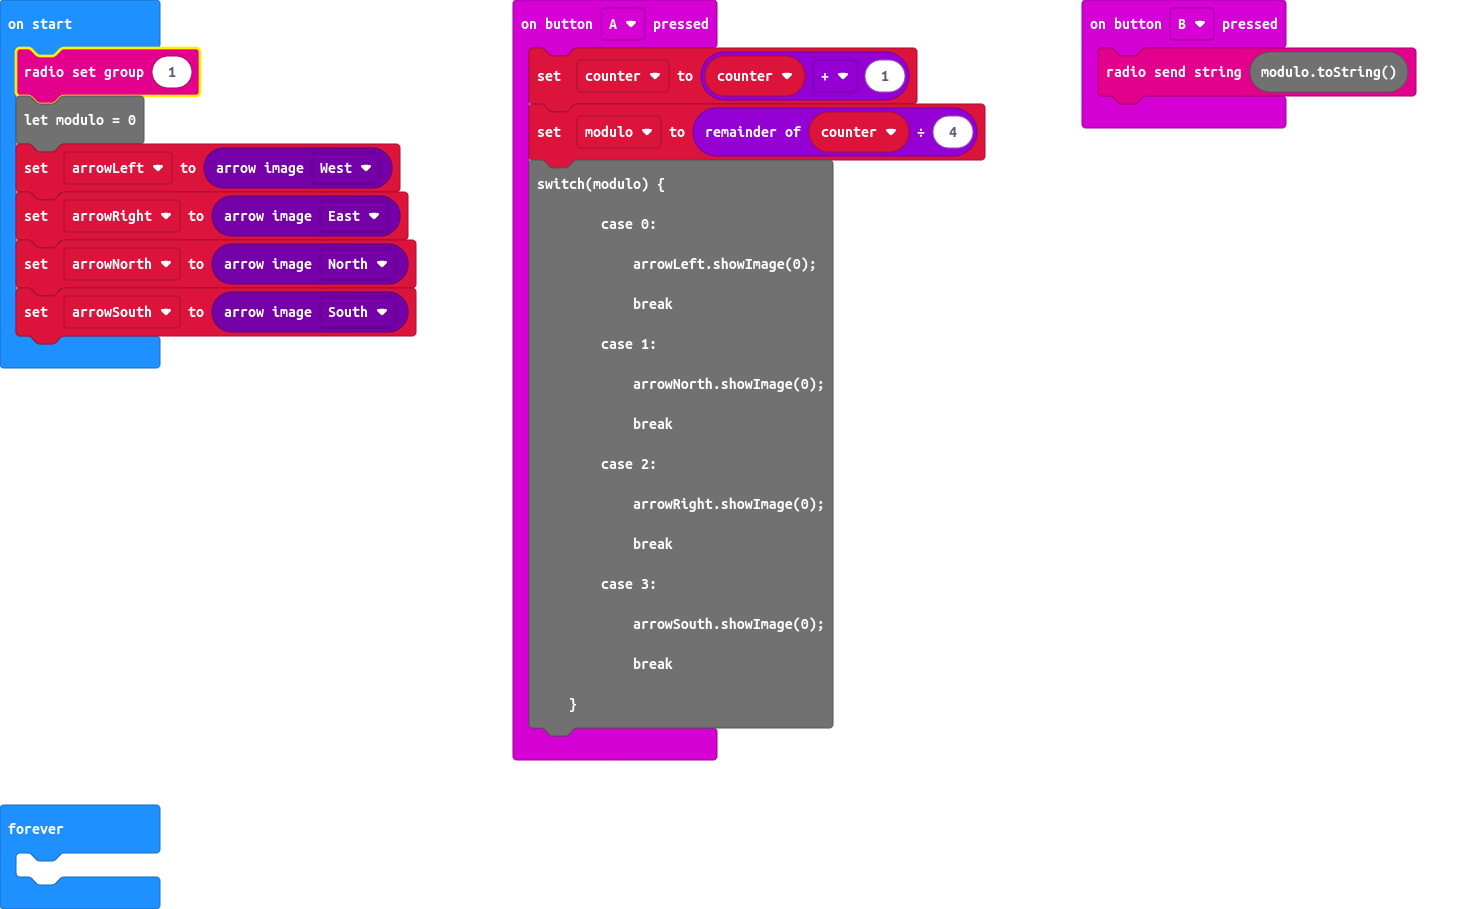 on start
radio set group 1
let modulo = 0
set arrowLeft to arrow image West
set arrowRight to arrow image East
set arrowNorth to arrow image North
set arrowSouth to arrow image South
on button A pressed
set counter to counter + 1
set modulo to remainder of counter ÷ 4
switch(modulo) {
case 0:
arrowLeft.showImage(0);
break
case 1:
arrowNorth.showImage(0);
break
case 2:
arrowRight.showImage(0);
break
case 3:
arrowSouth.showImage(0);
break
}
on button B pressed
radio send string modulo.toString()
forever